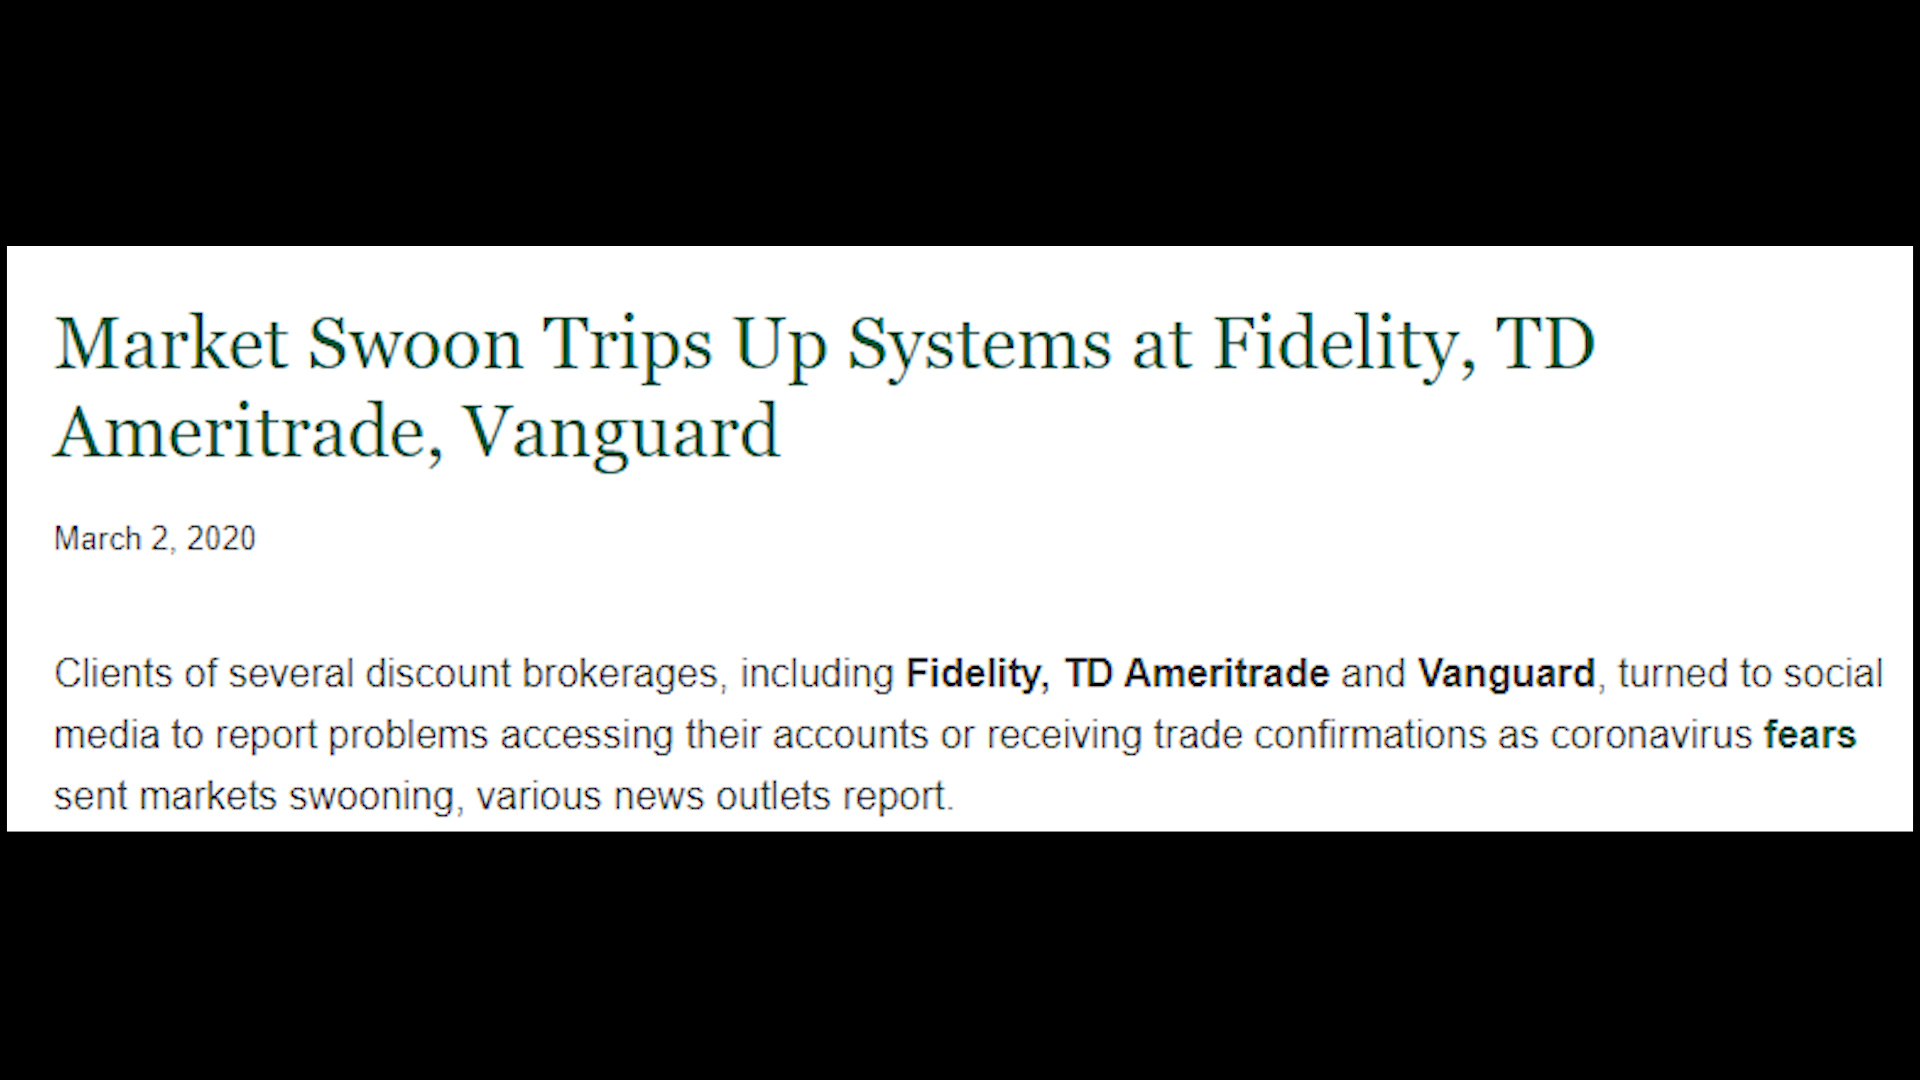 Market Swoon Trips Up Systems at Fidelity, TD
Ameritrade, Vanguard
March 2, 2020
Clients of several discount brokerages, including Fidelity, TD Ameritrade and Vanguard, turned to social
media to report problems accessing their accounts or receiving trade confirmations as coronavirus fears
sent markets swooning, various news outlets report.